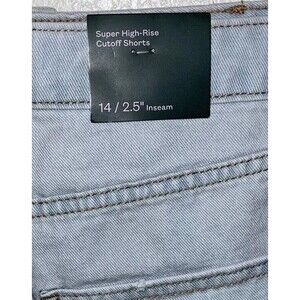 Super High-Rise
Cutoff Shorts
14 / 2.5" Inseam